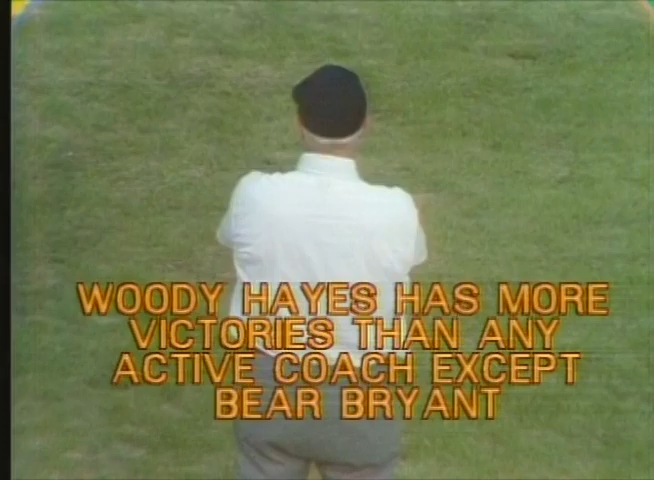 WOODY HAYES HAS MORE
VICTORIES THAN ANY
ACTIVE COACH EXCEPT
BEAR BRYANT